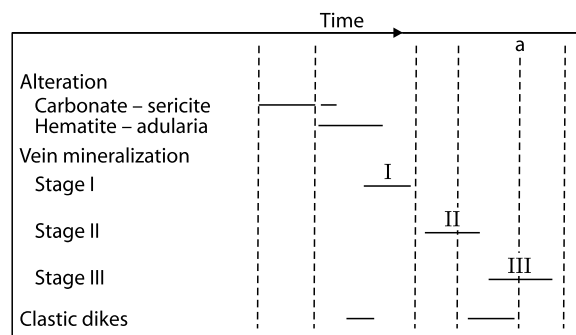 Time
a
Alteration
Carbonate – sericite
Hematite – adularia
Vein mineralization
I
Stage I
II
Stage II
III
Stage III
Clastic dikes